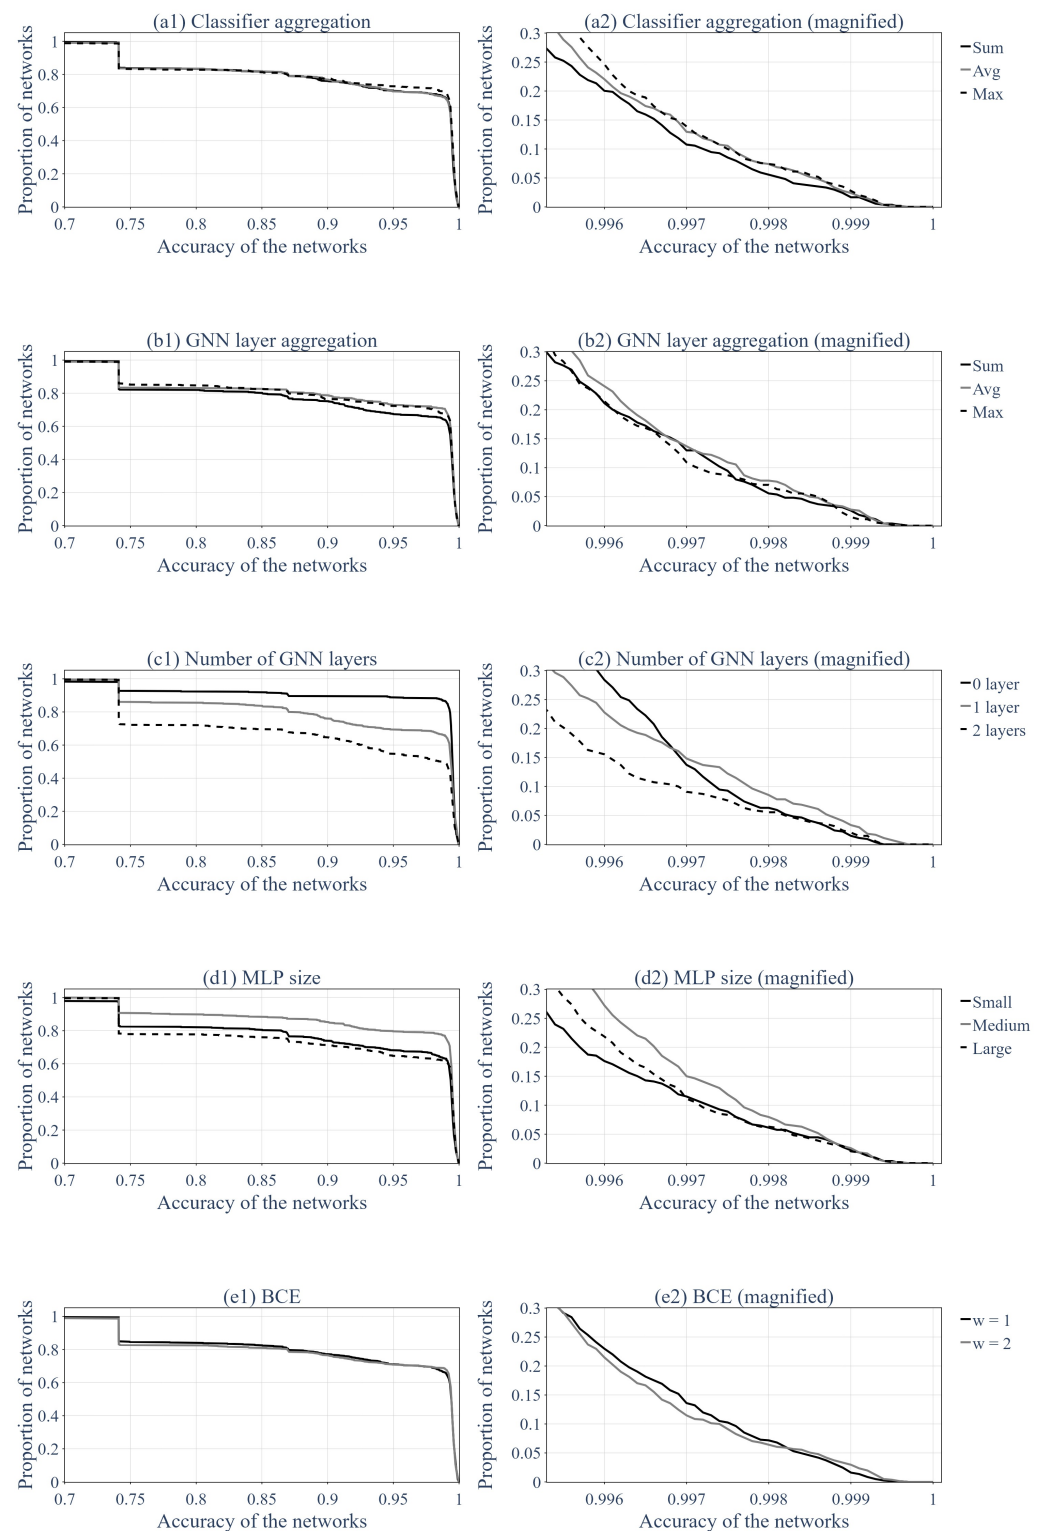 (a1) Classifier aggregation
Proportion of networks
1
0.8
0.6
0.4
0.2
0
0.7 0.75 0.8 0.85 0.9 0.95 1
Accuracy of the networks
(a2) Classifier aggregation (magnified)
Proportion of networks
0.3
0.25
0.2
0.15
0.1
0.05
0
0.996 0.997 0.998 0.999 1
Accuracy of the networks
Sum
Avg
Max
(b1) GNN layer aggregation
Proportion of networks
1
0.8
0.6
0.4
0.2
0
0.7 0.75 0.8 0.85 0.9 0.95 1
Accuracy of the networks
(b2) GNN layer aggregation (magnified)
Proportion of networks
0.3
0.25
0.2
0.15
0.1
0.05
0
0.996 0.997 0.998 0.999 1
Accuracy of the networks
Sum
Avg
Max
(c1) Number of GNN layers
Proportion of networks
1
0.8
0.6
0.4
0.2
0
0.7 0.75 0.8 0.85 0.9 0.95 1
Accuracy of the networks
(c2) Number of GNN layers (magnified)
Proportion of networks
0.3
0.25
0.2
0.15
0.1
0.05
0
0.996 0.997 0.998 0.999 1
Accuracy of the networks
0 layer
1 layer
2 layers
(d1) MLP size
Proportion of networks
1
0.8
0.6
0.4
0.2
0
0.7 0.75 0.8 0.85 0.9 0.95 1
Accuracy of the networks
(d2) MLP size (magnified)
Proportion of networks
0.3
0.25
0.2
0.15
0.1
0.05
0
0.996 0.997 0.998 0.999 1
Accuracy of the networks
Small
Medium
Large
(e1) BCE
Proportion of networks
1
0.8
0.6
0.4
0.2
0
0.7 0.75 0.8 0.85 0.9 0.95 1
Accuracy of the networks
(e2) BCE (magnified)
Proportion of networks
0.3
0.25
0.2
0.15
0.1
0.05
0
0.996 0.997 0.998 0.999 1
Accuracy of the networks
w = 1
w = 2